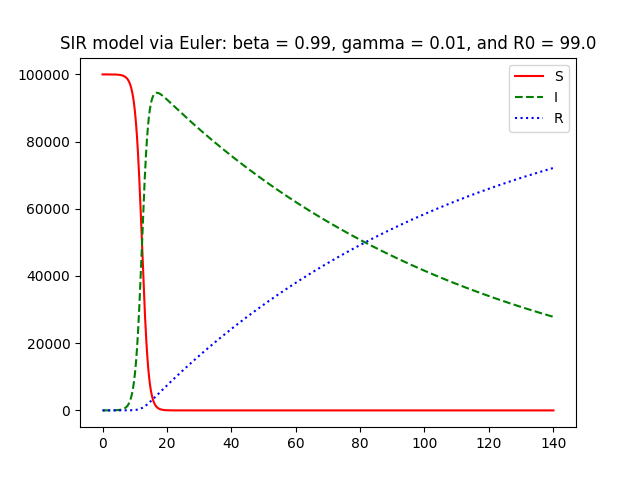 SIR model via Euler: beta = 0.99, gamma = 0.01, and R0 = 99.0
100000
80000
60000
40000
20000
0
S
I
R
0 20 40 60 80 100 120 140